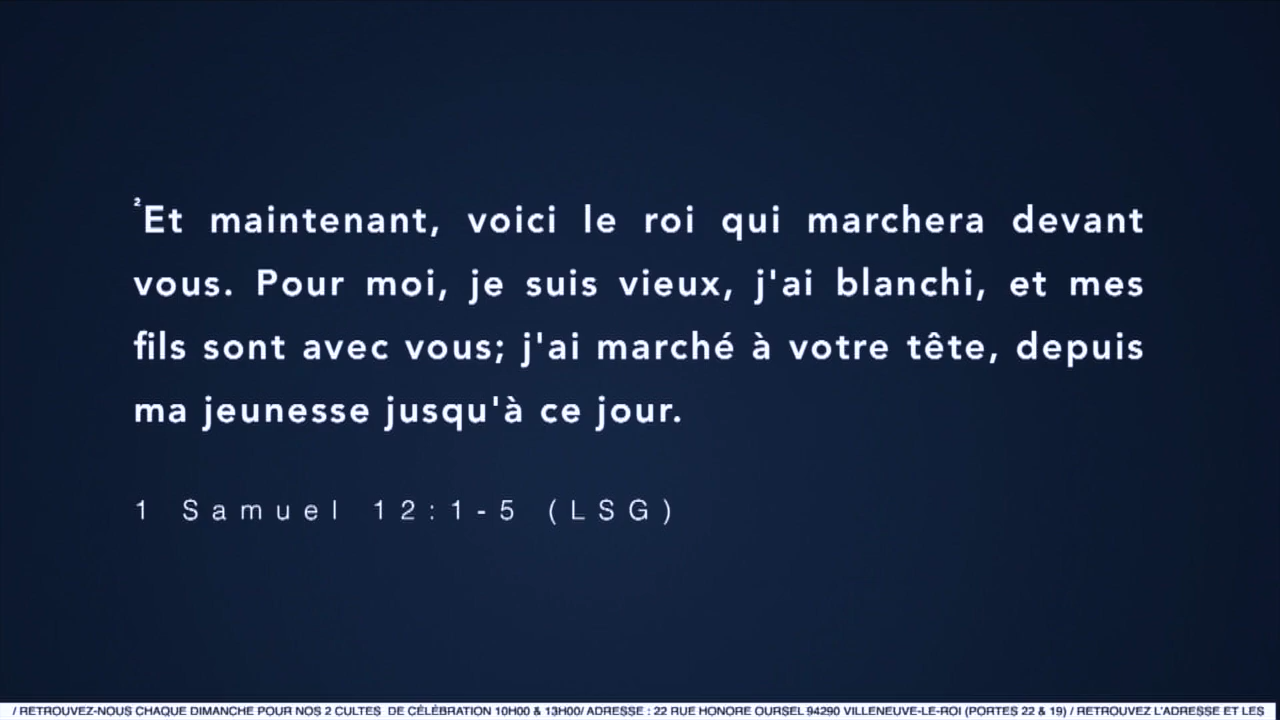 ²Et maintenant, voici le roi qui marchera devant
vous. Pour moi, je suis vieux, j'ai blanchi, et mes
fils sont avec vous; j'ai marché à votre tête, depuis
ma jeunesse jusqu'à ce jour.
1 Samuel 12:1-5 (LSG)
/ RETROUVEZ-NOUS CHAQUE DIMANCHE POUR NOS 2 CULTES DE CÉLÉBRATION 10H00 & 13H00/ ADRESSE : 22 RUE HONORE OURSEL 94290 VILLENEUVE-LE-ROI (PORTES 22 & 19) / RETROUVEZ L'ADRESSE ET LES